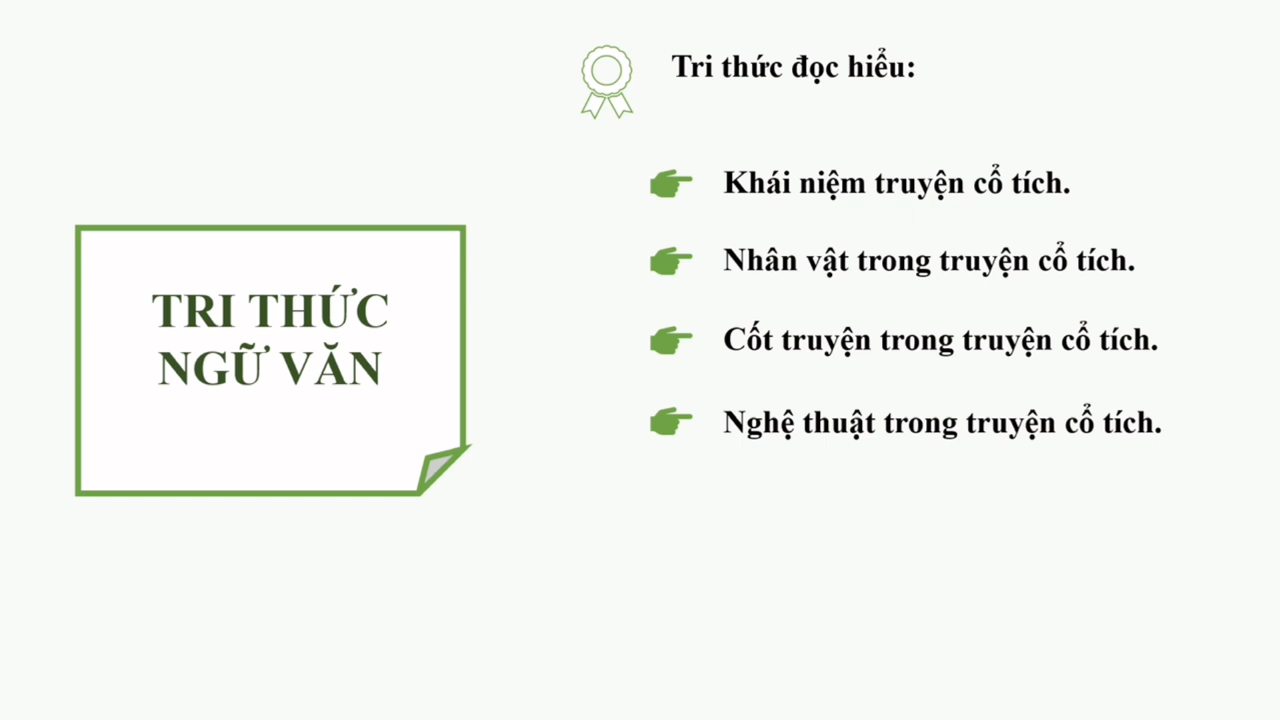 TRI THỨC
NGỮ VĂN
Tri thức đọc hiểu:
Khái niệm truyện cổ tích.
Nhân vật trong truyện cổ tích.
Cốt truyện trong truyện cổ tích.
Nghệ thuật trong truyện cổ tích.